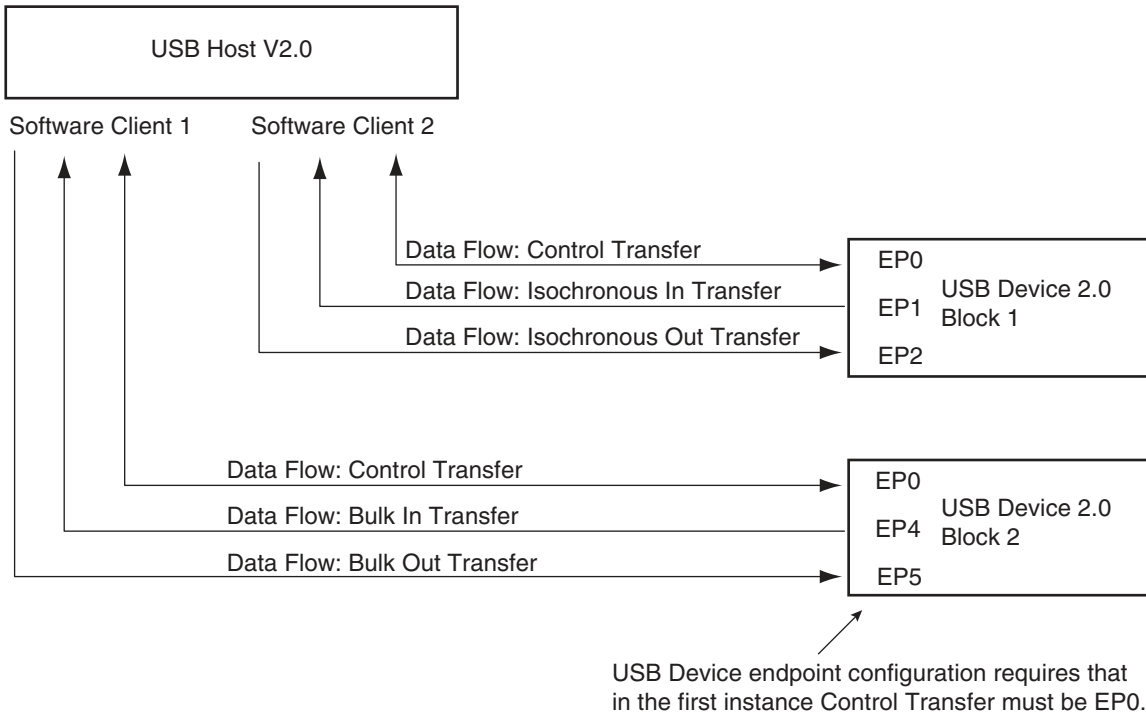 USB Host V2.0
Software Client 1
Software Client 2
Data Flow: Control Transfer
Data Flow: Isochronous In Transfer
Data Flow: Isochronous Out Transfer
EP0
EP1
EP2
USB Device 2.0
Block 1
Data Flow: Control Transfer
Data Flow: Bulk In Transfer
Data Flow: Bulk Out Transfer
EP0
EP4
EP5
USB Device 2.0
Block 2
USB Device endpoint configuration requires that
in the first instance Control Transfer must be EP0.